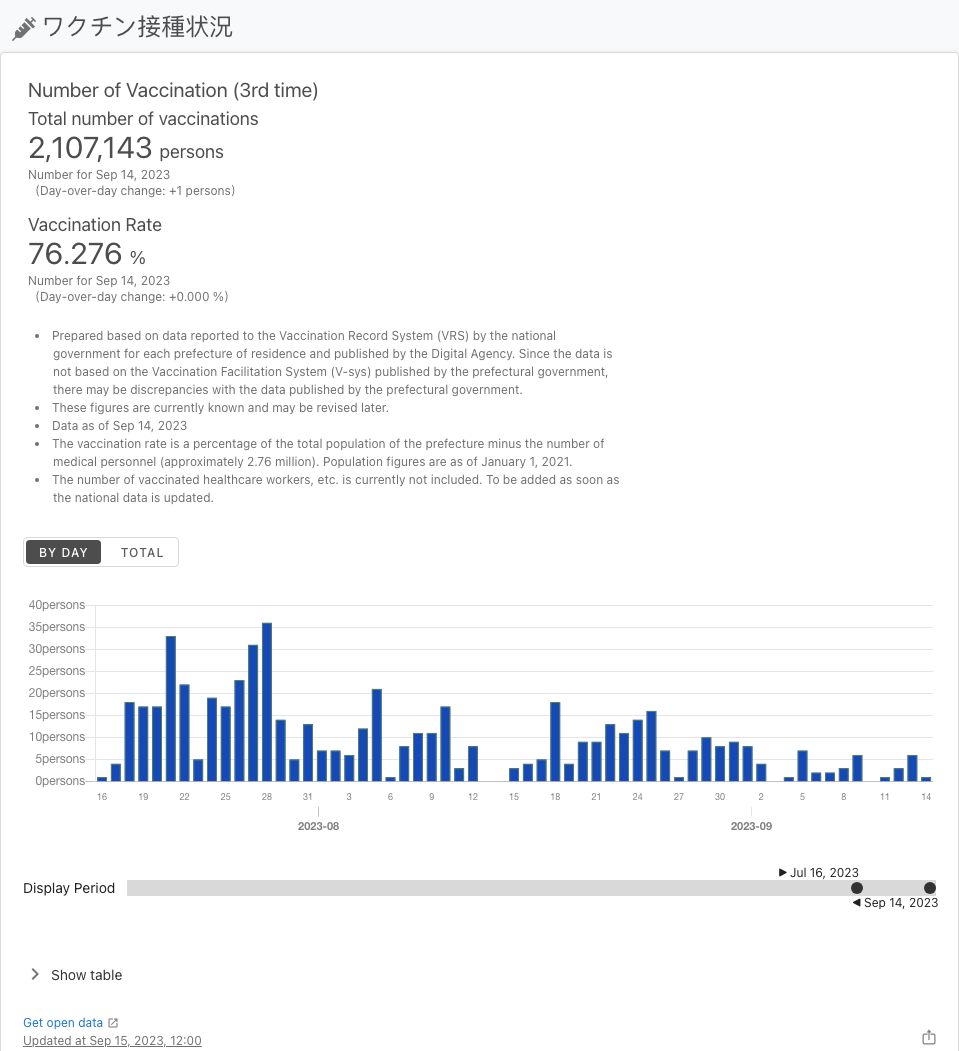 ワクチン接種状況
Number of Vaccination (3rd time)
Total number of vaccinations
2,107,143 persons
Number for Sep 14, 2023
(Day-over-day change: +1 persons)
Vaccination Rate
76.276 %
Number for Sep 14, 2023
(Day-over-day change: +0.000 %)
• Prepared based on data reported to the Vaccination Record System (VRS) by the national
government for each prefecture of residence and published by the Digital Agency. Since the data is
not based on the Vaccination Facilitation System (V-sys) published by the prefectural government,
there may be discrepancies with the data published by the prefectural government.
• These figures are currently known and may be revised later.
• Data as of Sep 14, 2023
• The vaccination rate is a percentage of the total population of the prefecture minus the number of
medical personnel (approximately 2.76 million). Population figures are as of January 1, 2021.
• The number of vaccinated healthcare workers, etc. is currently not included. To be added as soon as
the national data is updated.
BY DAY TOTAL
40persons
35persons
30persons
25persons
20persons
15persons
10persons
5persons
0persons
16 19 22 25 28 31 3 6 9 12 15 18 21 24 27 30 2 5 8 11 14
2023-08 2023-09
Jul 16, 2023
Display Period
Sep 14, 2023
Show table
Get open data
Updated at Sep 15, 2023, 12:00